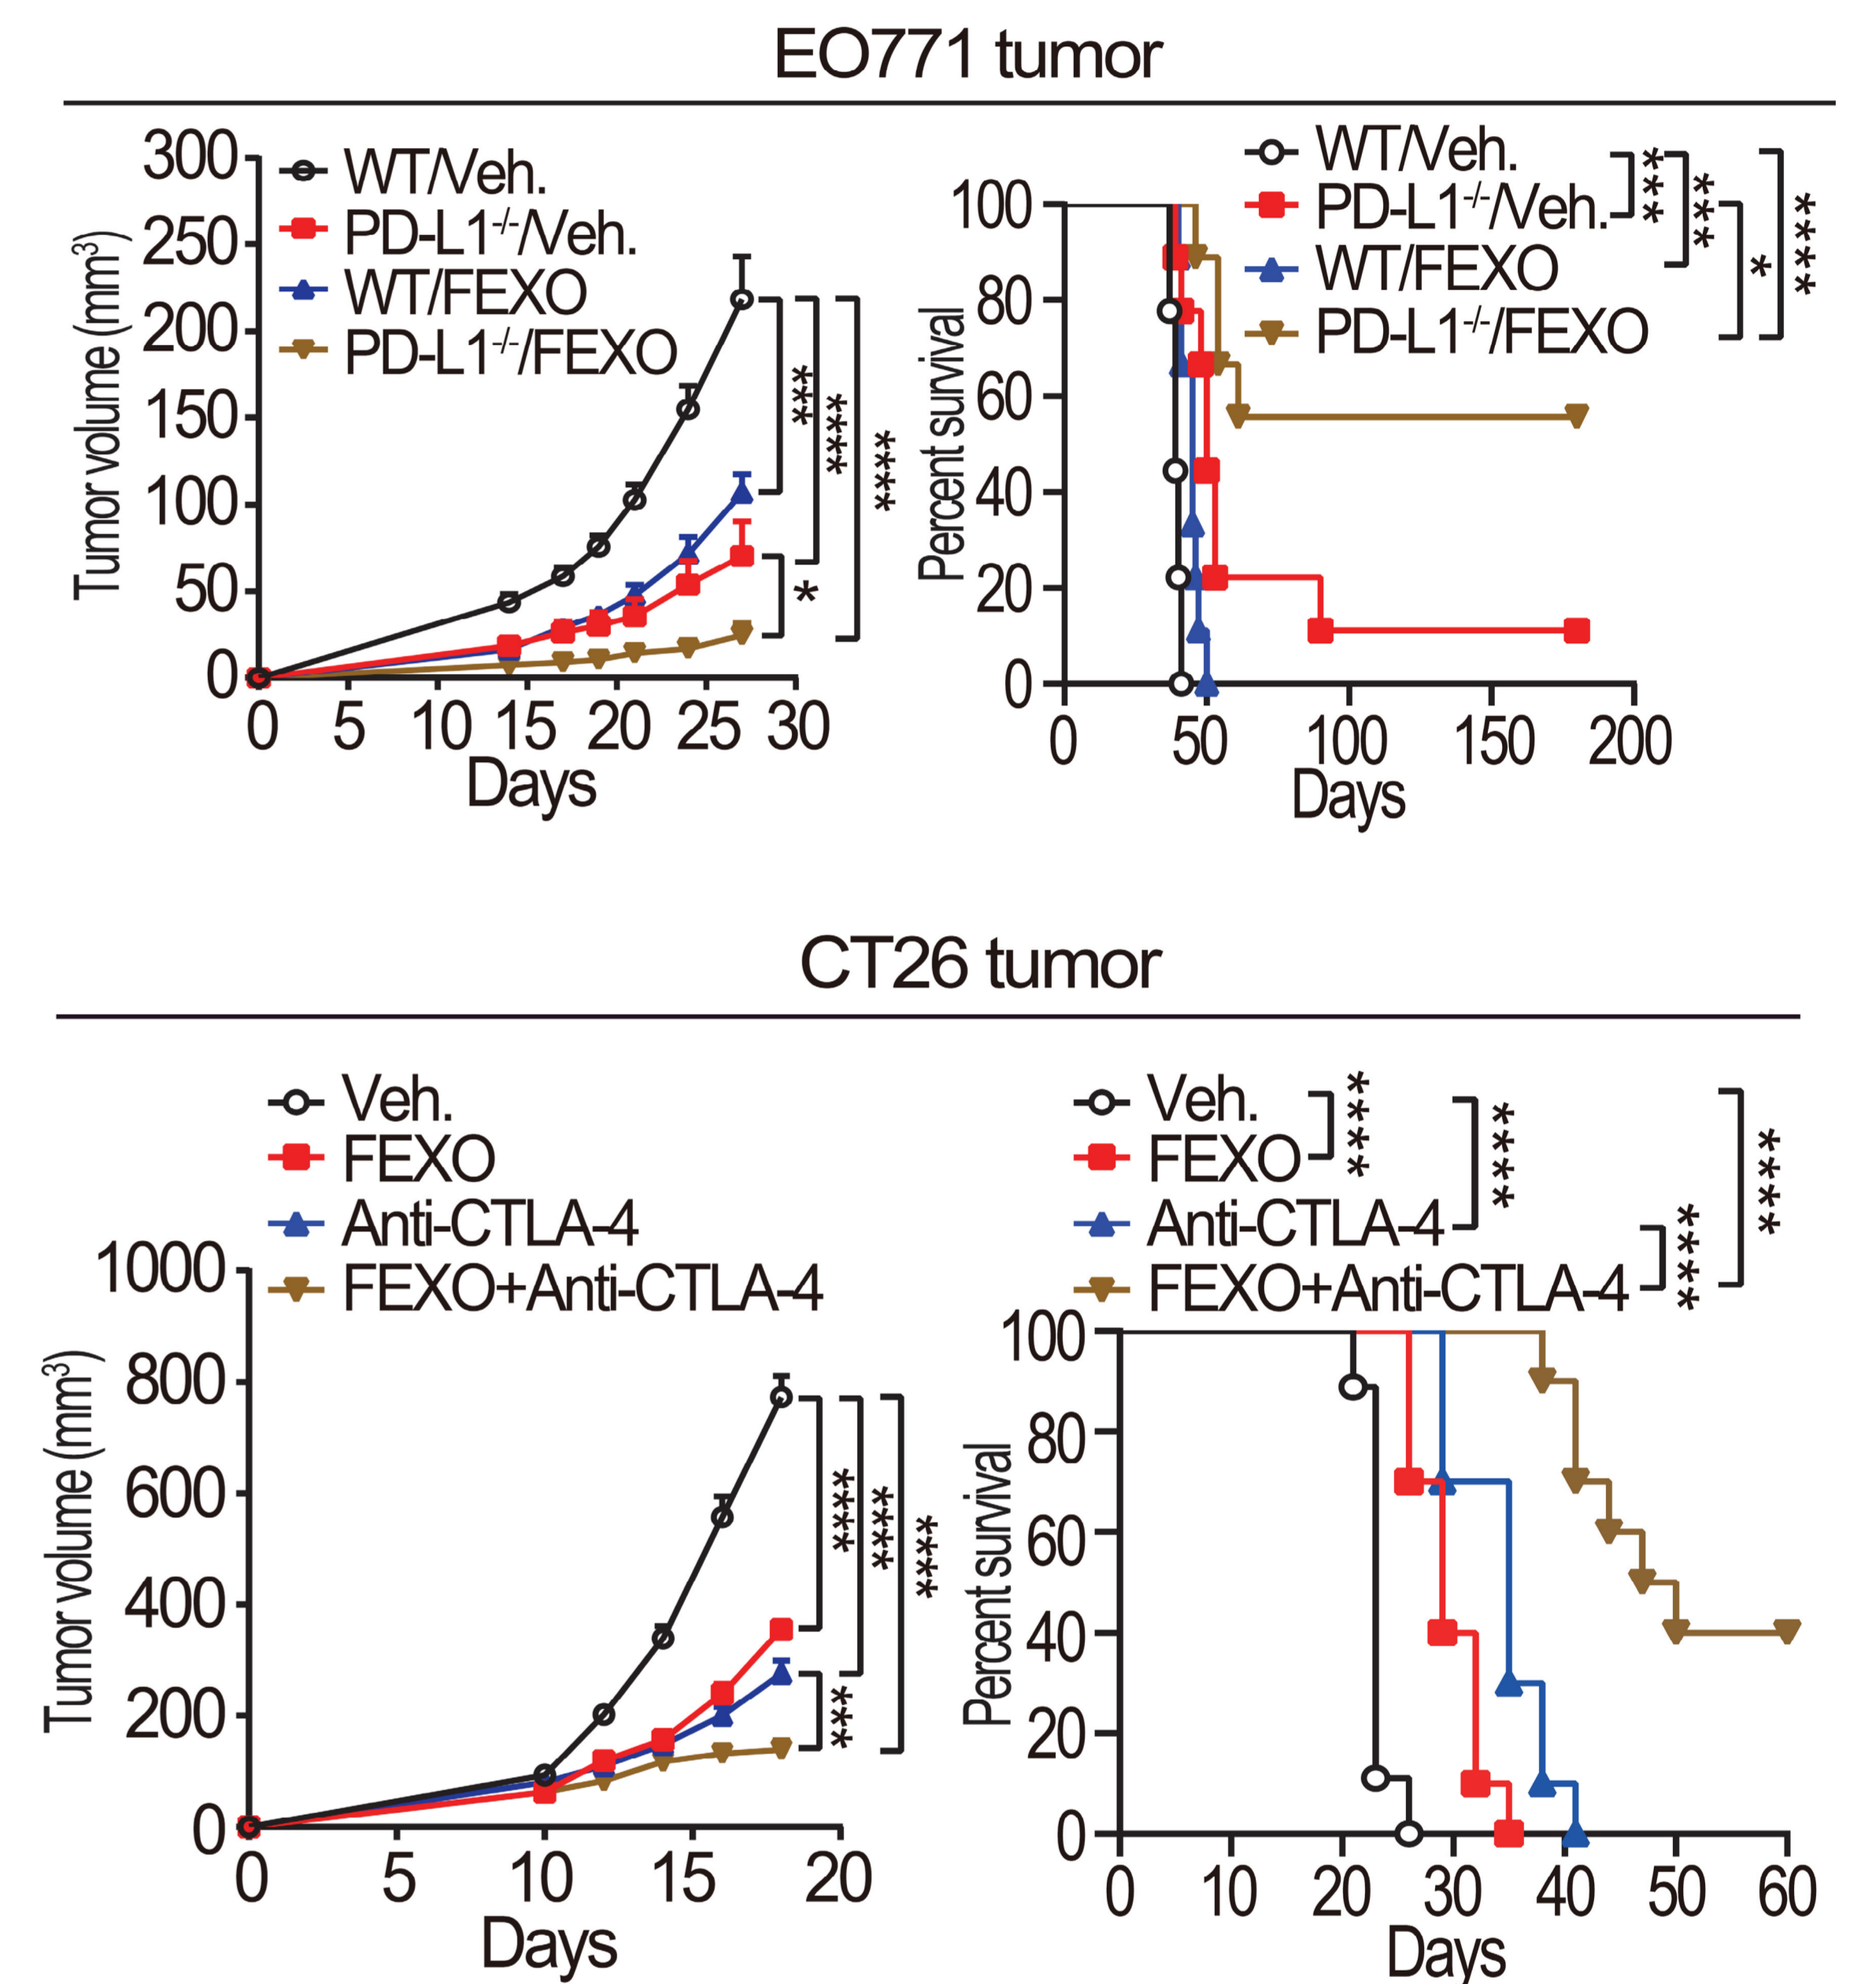 EO771 tumor
300
250
200
150
100
50
0
Tumor volume (mm³)
WT/Veh.
PD-L1-/-/Veh.
WT/FEXO
PD-L1-/-/FEXO
***
****
****
*
0 5 10 15 20 25 30
Days
WT/Veh.
PD-L1-/-/Veh.
WT/FEXO
PD-L1-/-/FEXO
***
***
*
****
100
80
60
40
20
0
Percent survival
0 50 100 150 200
Days
CT26 tumor
Veh.
FEXO
Anti-CTLA-4
FEXO+Anti-CTLA-4
1000
800
600
400
200
0
Tumor volume (mm³)
****
****
****
***
0 5 10 15 20
Days
Veh.
FEXO
Anti-CTLA-4
FEXO+Anti-CTLA-4
****
****
****
****
100
80
60
40
20
0
Percent survival
0 10 20 30 40 50 60
Days